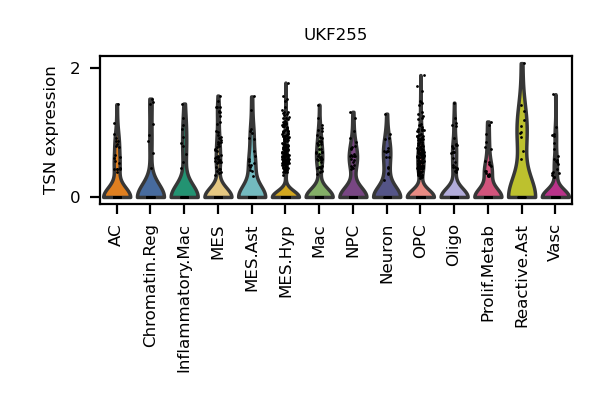 UKF255
TSN expression
2
0
AC
Chromatin.Reg
Inflammatory.Mac
MES
MES.Ast
MES.Hyp
Mac
NPC
Neuron
OPC
Oligo
Prolif.Metab
Reactive.Ast
Vasc